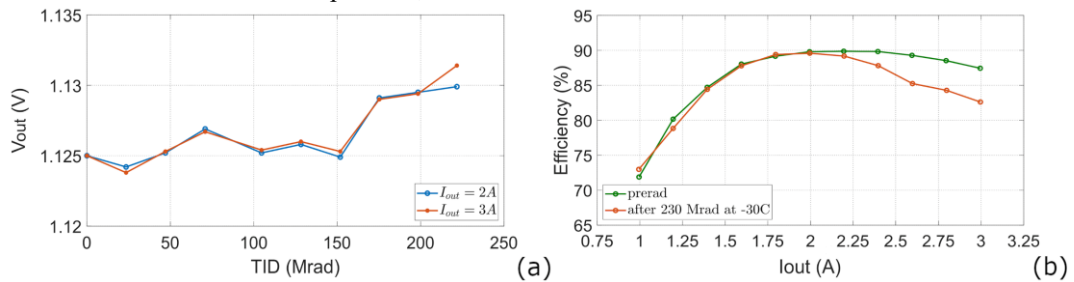 1.135
1.13
1.125
1.12
Vout (V)
0
50
100
150
200
250
TID (Mrad)
I_out = 2A
I_out = 3A
(a)
95
90
85
80
75
70
65
Efficiency (%)
0.75
1
1.25
1.5
1.75
2
2.25
2.5
2.75
3
3.25
Iout (A)
prerad
after 230 Mrad at -30C
(b)